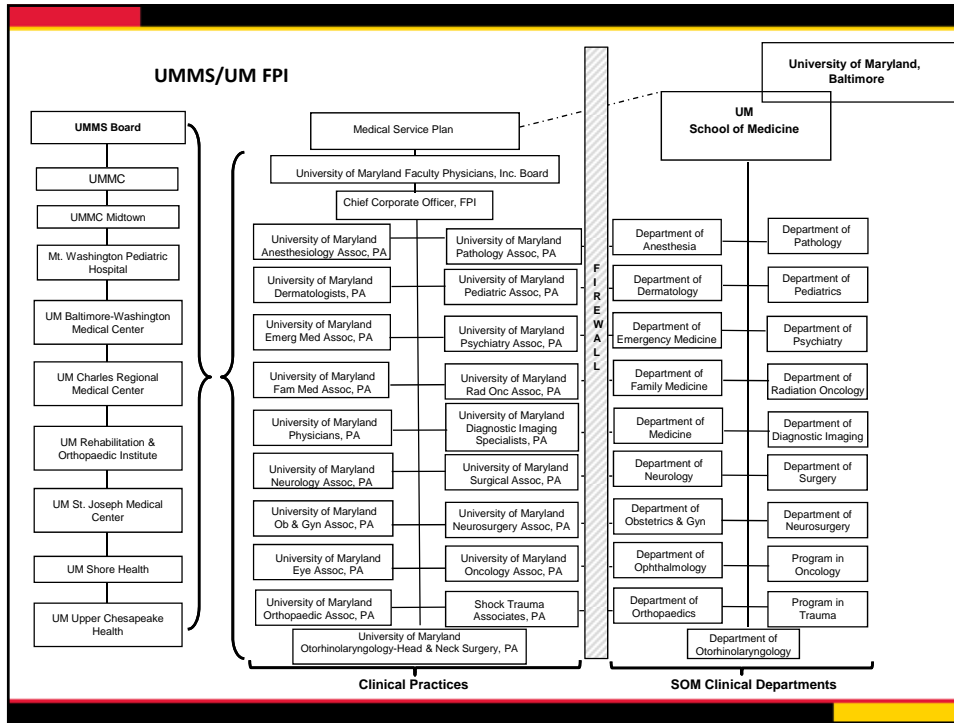 UMMS/UM FPI
University of Maryland,
Baltimore
UM
School of Medicine
UMMS Board
UMMC
UMMC Midtown
Mt. Washington Pediatric
Hospital
UM Baltimore-Washington
Medical Center
UM Charles Regional
Medical Center
UM Rehabilitation &
Orthopaedic Institute
UM St. Joseph Medical
Center
UM Shore Health
UM Upper Chesapeake
Health
Medical Service Plan
University of Maryland Faculty Physicians, Inc. Board
Chief Corporate Officer, FPI
University of Maryland
Anesthesiology Assoc, PA
University of Maryland
Pathology Assoc, PA
University of Maryland
Dermatologists, PA
University of Maryland
Pediatric Assoc, PA
University of Maryland
Emerg Med Assoc, PA
University of Maryland
Psychiatry Assoc, PA
University of Maryland
Fam Med Assoc, PA
University of Maryland
Rad Onc Assoc, PA
University of Maryland
Physicians, PA
University of Maryland
Diagnostic Imaging
Specialists, PA
University of Maryland
Neurology Assoc, PA
University of Maryland
Surgical Assoc, PA
University of Maryland
Ob & Gyn Assoc, PA
University of Maryland
Neurosurgery Assoc, PA
University of Maryland
Eye Assoc, PA
University of Maryland
Oncology Assoc, PA
University of Maryland
Orthopaedic Assoc, PA
Shock Trauma
Associates, PA
University of Maryland
Otorhinolaryngology-Head & Neck Surgery, PA
Clinical Practices
FIREWALL
Department of
Anesthesia
Department of
Pathology
Department of
Dermatology
Department of
Pediatrics
Department of
Emergency Medicine
Department of
Psychiatry
Department of
Family Medicine
Department of
Radiation Oncology
Department of
Medicine
Department of
Diagnostic Imaging
Department of
Neurology
Department of
Surgery
Department of
Obstetrics & Gyn
Department of
Neurosurgery
Department of
Ophthalmology
Program in
Oncology
Department of
Orthopaedics
Program in
Trauma
Department of
Otorhinolaryngology
SOM Clinical Departments